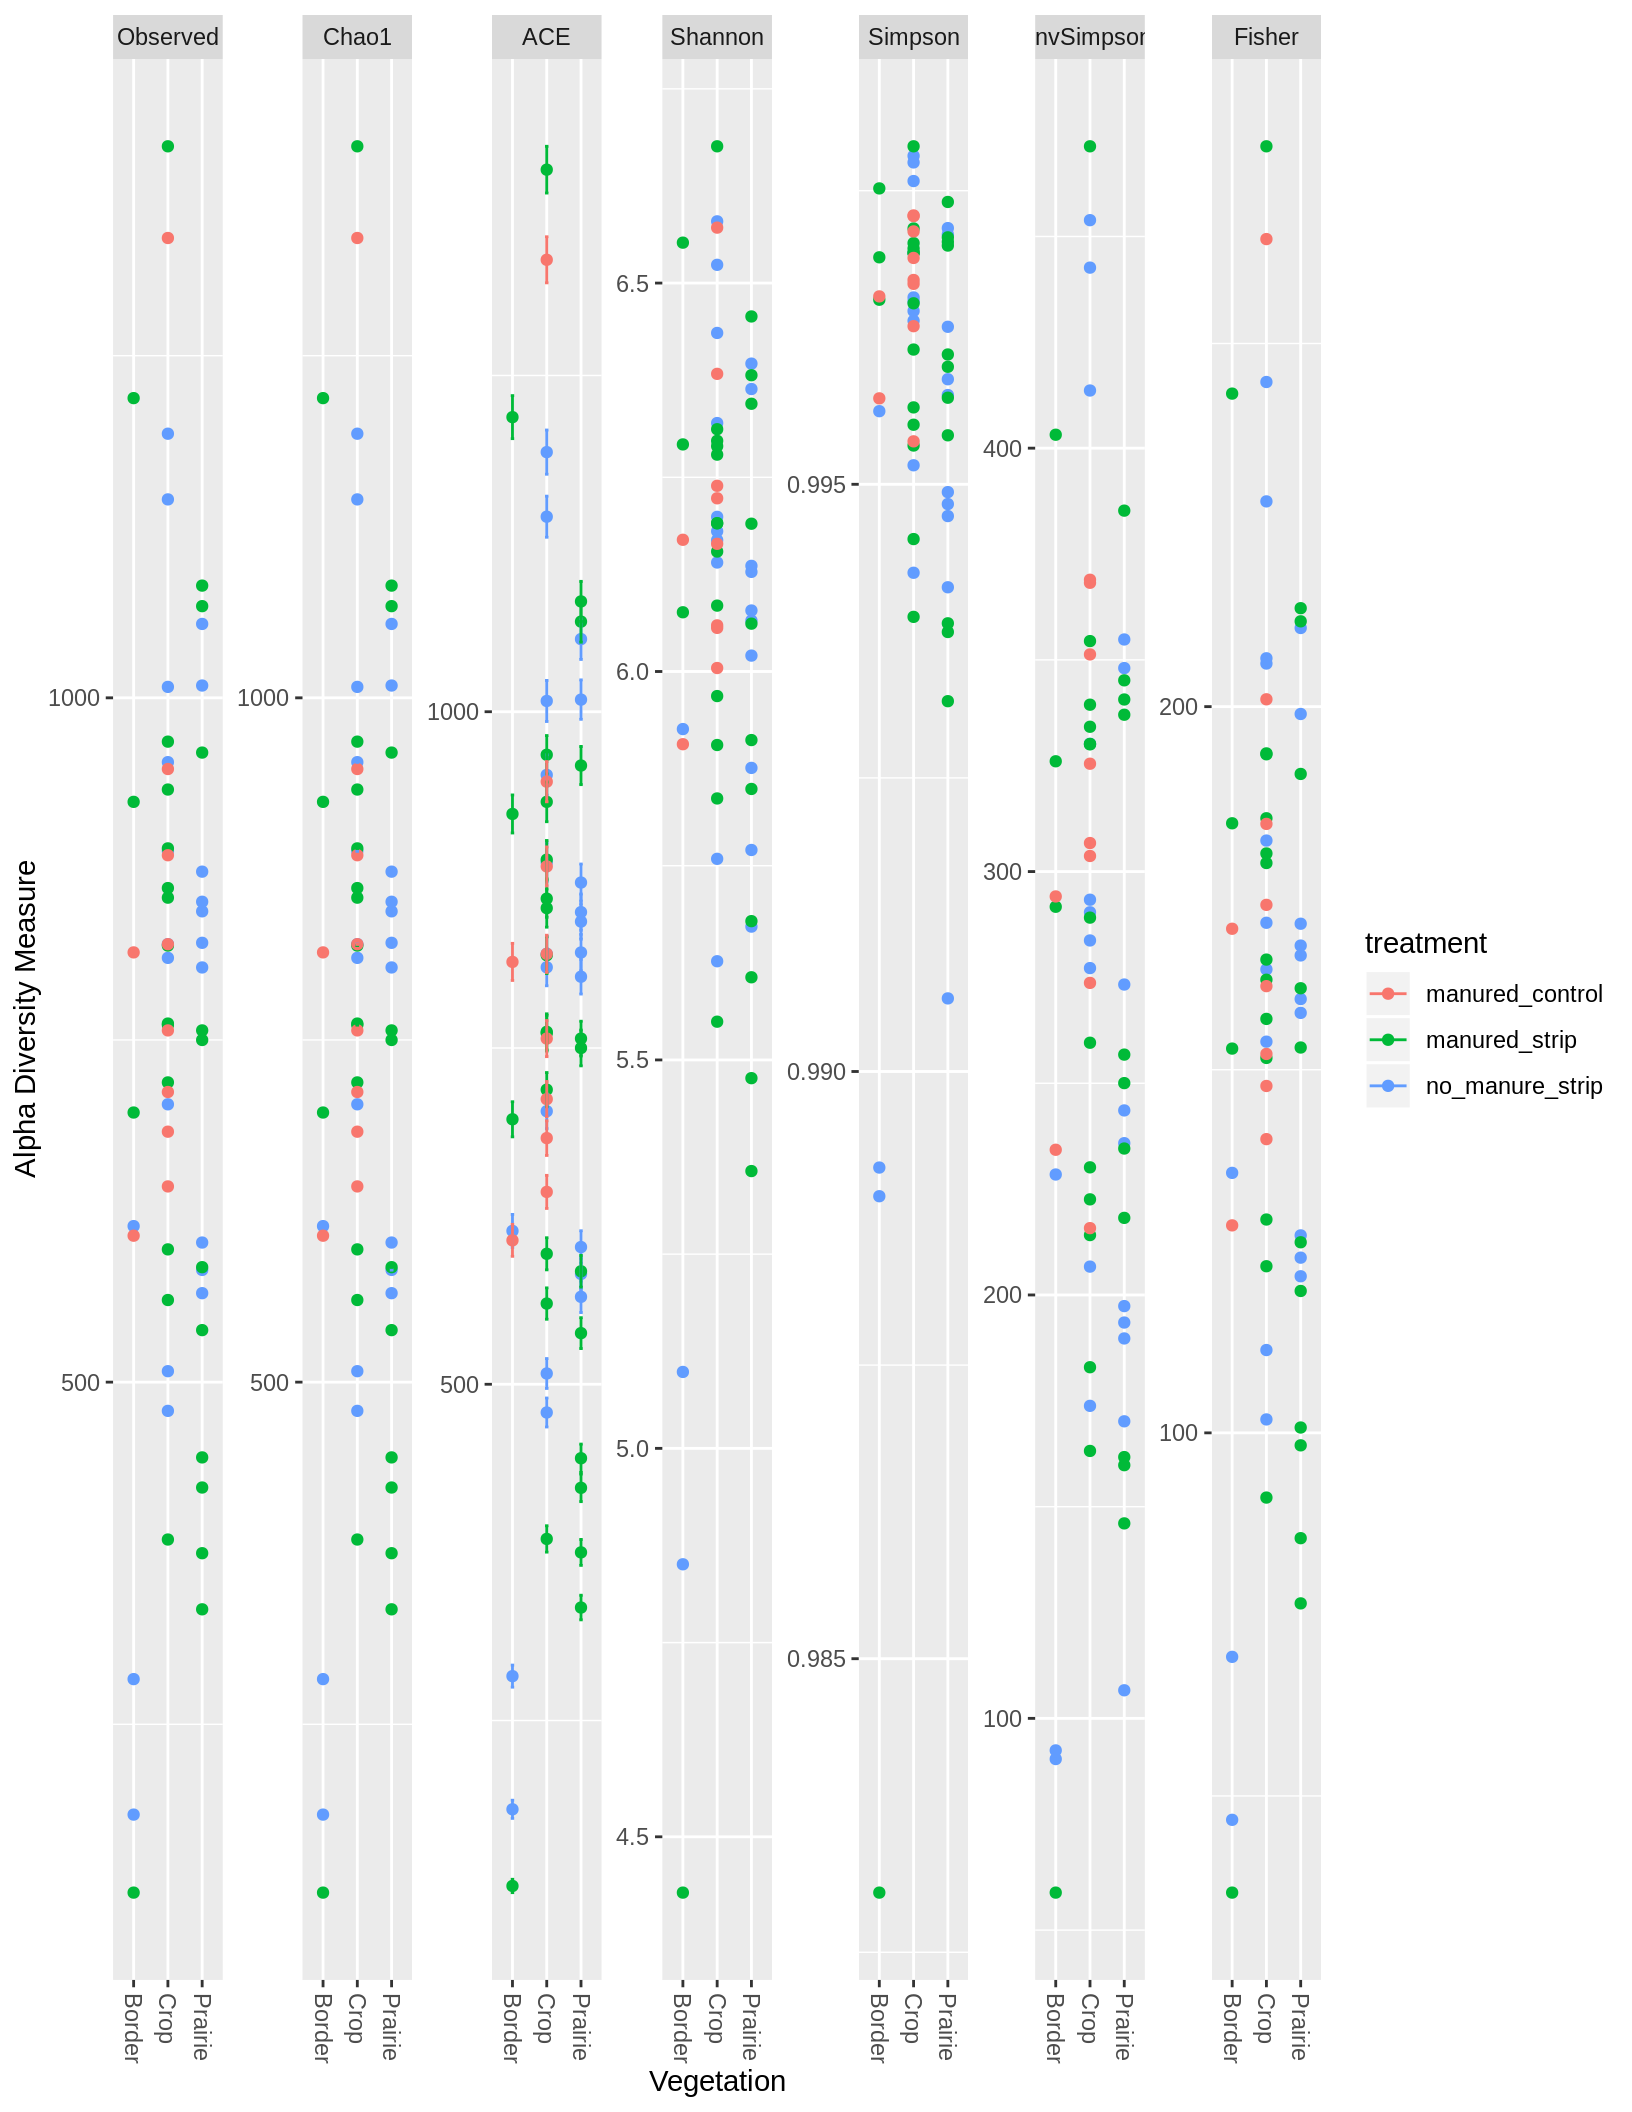 Observed
Chao1
ACE
Shannon
Simpson
nvSimpson
Fisher
Alpha Diversity Measure
1000
500
1000
500
1000
500
6.5
6.0
5.5
5.0
4.5
0.995
0.990
0.985
400
300
200
100
200
100
Border
Crop
Prairie
Border
Crop
Prairie
Border
Crop
Prairie
Border
Crop
Prairie
Border
Crop
Prairie
Border
Crop
Prairie
Border
Crop
Prairie
Vegetation
treatment
manured_control
manured_strip
no_manure_strip